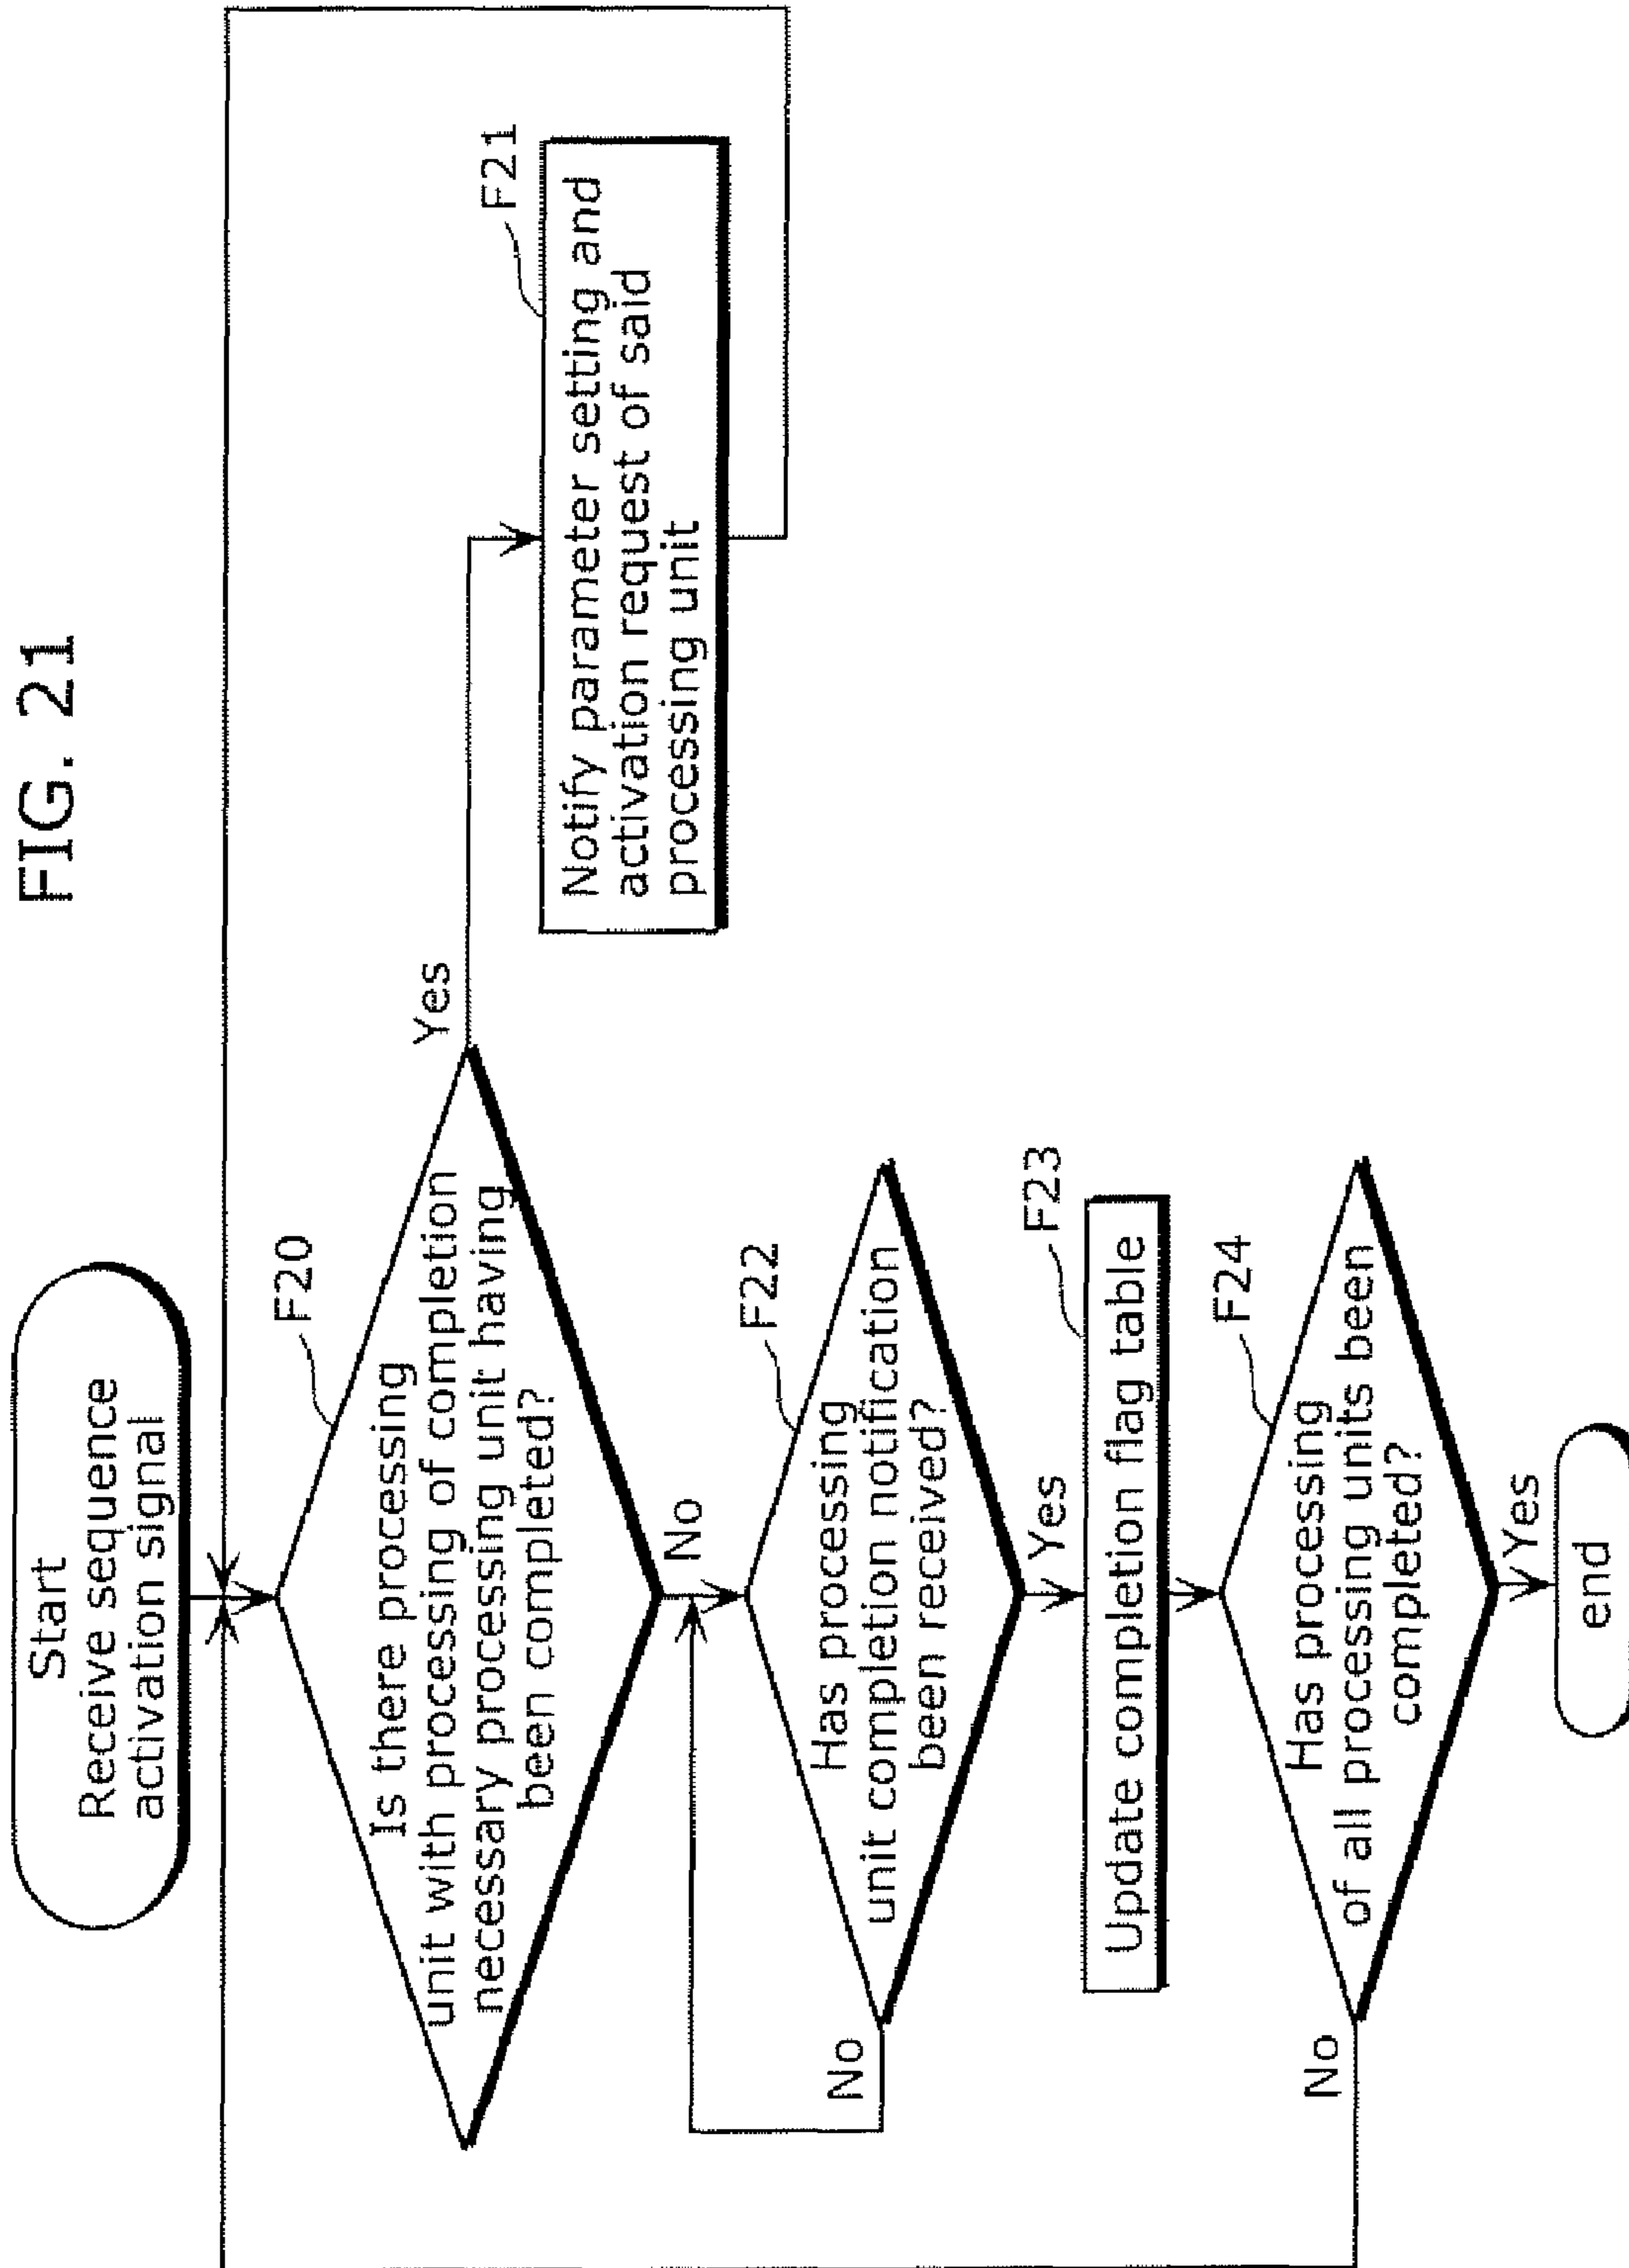 FIG. 21
Start
Receive sequence
activation signal
F20
Is there processing
unit with processing of completion
necessary processing unit having
been completed?
Yes
F21
Notify parameter setting and
activation request of said
processing unit
No
F22
Has processing
unit completion notification
been received?
No
Yes
F23
Update completion flag table
F24
Has processing
of all processing units been
completed?
No
Yes
end